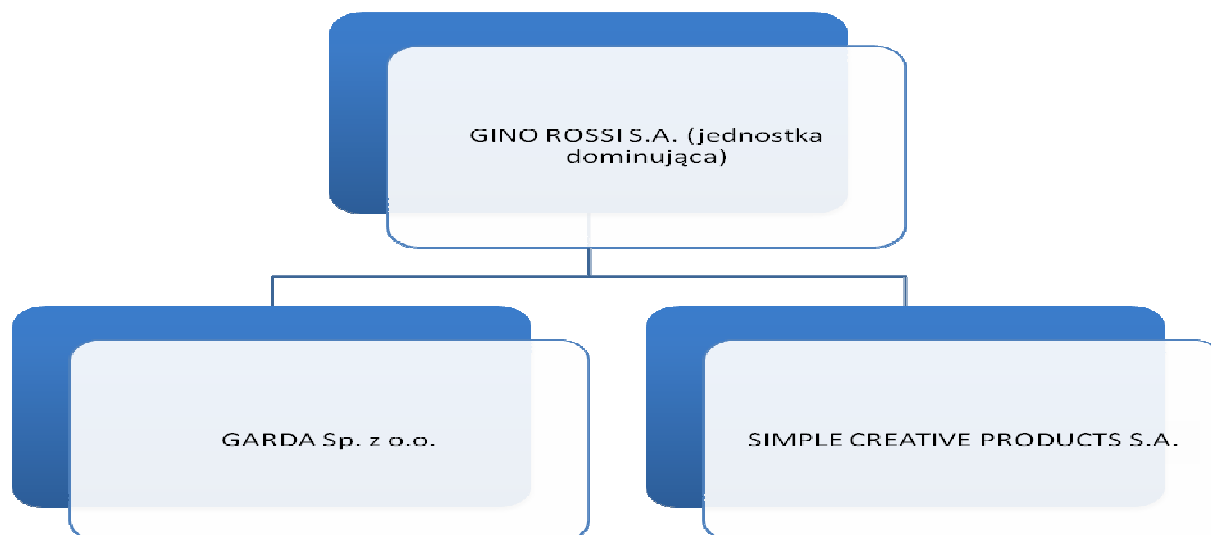 GINO ROSSI S.A. (jednostka
dominująca)
GARDA Sp. z o.o.
SIMPLE CREATIVE PRODUCTS S.A.